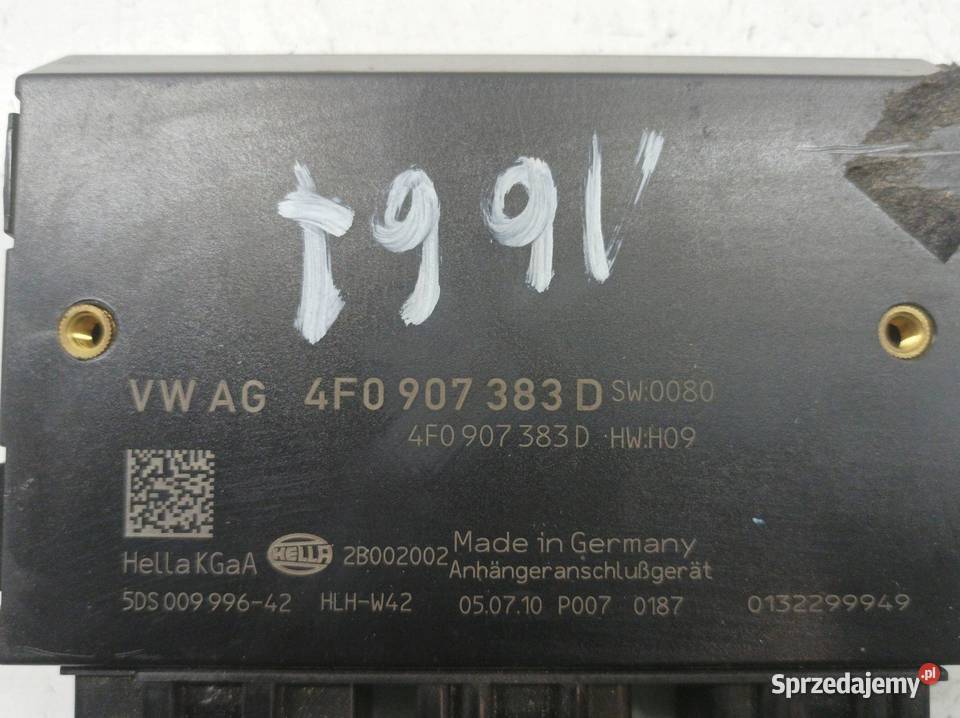 VW AG 4F0 907 383 D SW:0080
4F0 907 383 D HW:H09
Hella KGaA HELLA 2B002002 Made in Germany
Anhängeranschlußgerät
5DS 009 996-42 HLH-W42 05.07.10 P007 0187 0132299949
Sprzedajemy.pl